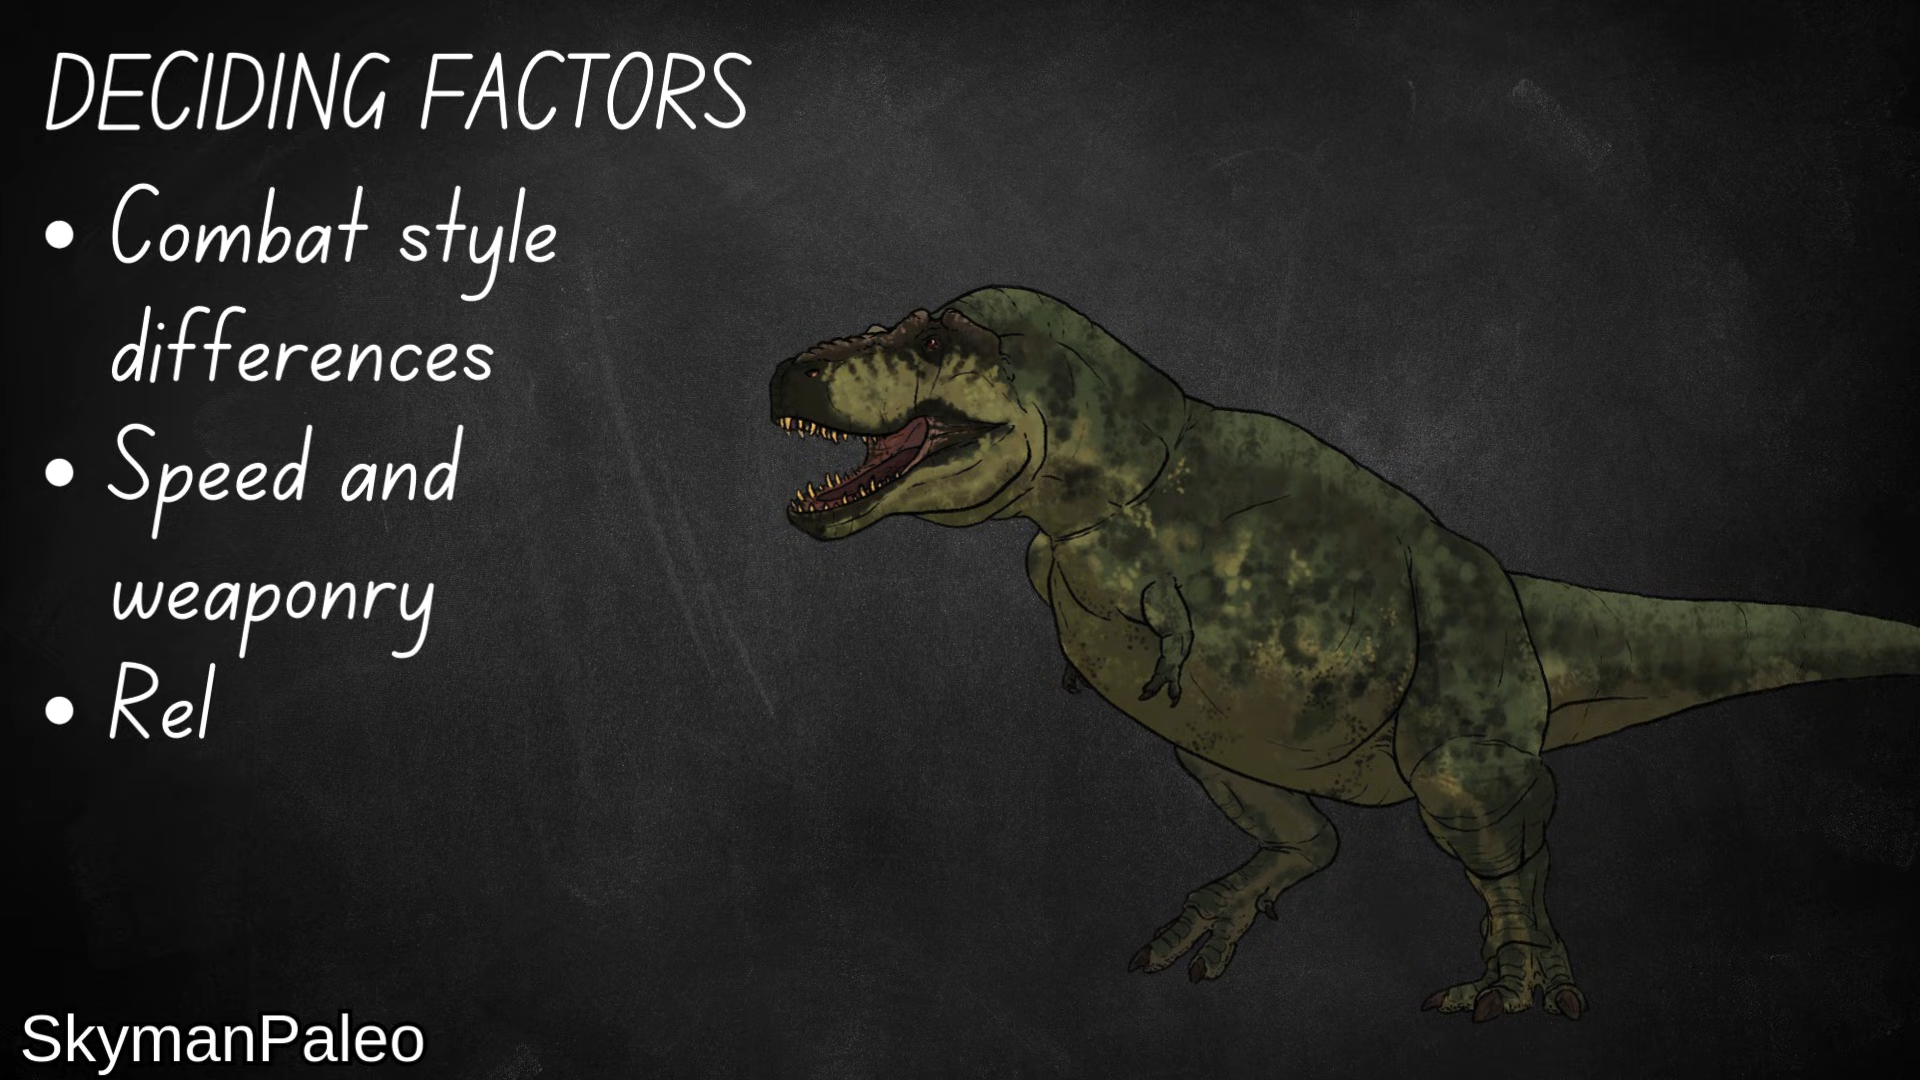 DECIDING FACTORS
• Combat style
differences
• Speed and
weaponry
• Rel
SkymanPaleo